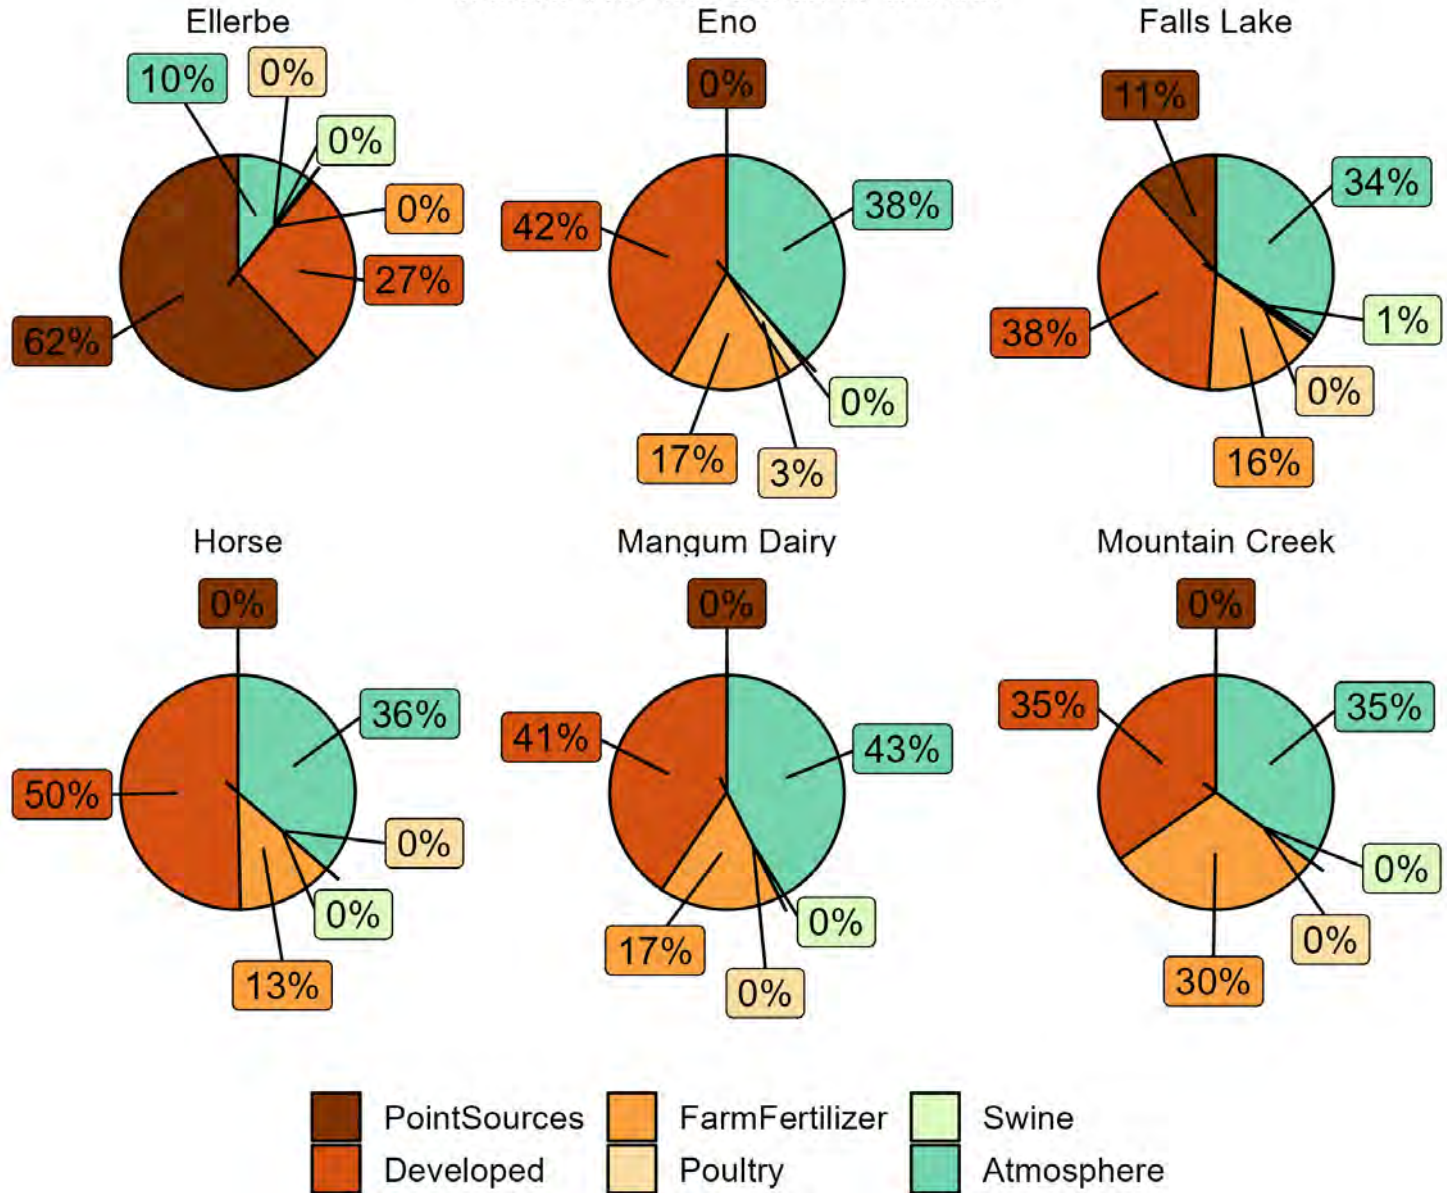 Ellerbe Eno Falls Lake
10% 0% 0% 11%
0% 34%
0% 42% 38%
27% 1%
62% 38% 0%
0%
17% 3% 16%
Horse Mangum Dairy Mountain Creek
0% 0% 0%
36% 41% 43% 35% 35%
50% 0% 0%
0% 0% 0%
13% 17% 0% 30%
PointSources FarmFertilizer Swine
Developed Poultry Atmosphere